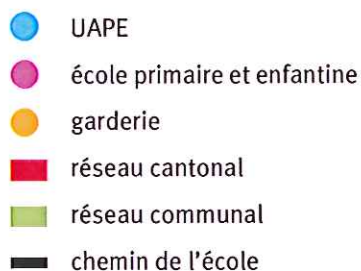 UAPE
école primaire et enfantine
garderie
réseau cantonal
réseau communal
chemin de l'école